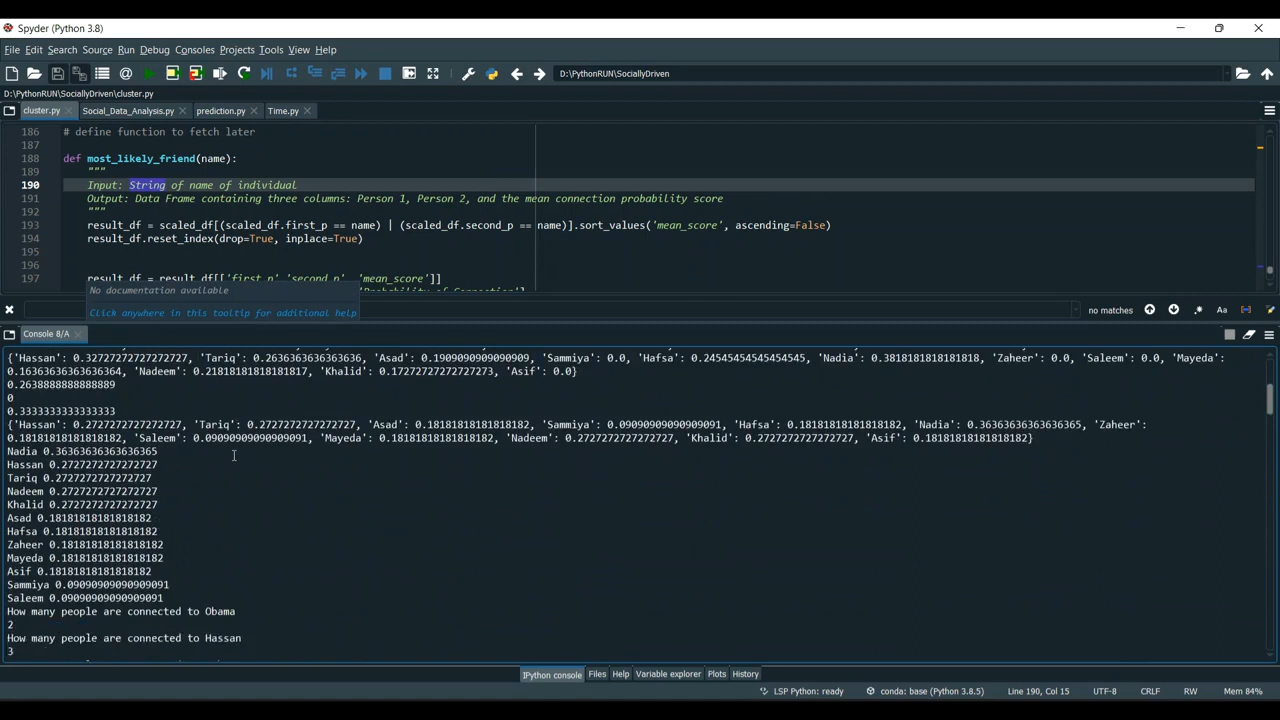 Spyder (Python 3.8)
File Edit Search Source Run Debug Consoles Projects Tools View Help
D:\PythonRUN\SociallyDriven
D:\PythonRUN\SociallyDriven\cluster.py
cluster.py Social_Data_Analysis.py prediction.py Time.py
186 # define function to fetch later
187
188 def most_likely_friend(name):
189 """
190 Input: String of name of individual
191 Output: Data Frame containing three columns: Person 1, Person 2, and the mean connection probability score
192 """
193 result_df = scaled_df[(scaled_df.first_p == name) | (scaled_df.second_p == name)].sort_values('mean_score', ascending=False)
194 result_df.reset_index(drop=True, inplace=True)
195
196
197 result_df = result_df[['first_p' 'second_p' 'mean_score']]
No documentation available
Click anywhere in this tooltip for additional help
no matches Aa
Console 8/A
{'Hassan': 0.32727272727272727, 'Tariq': 0.2636363636363636, 'Asad': 0.1909090909090909, 'Sammiya': 0.0, 'Hafsa': 0.24545454545454545, 'Nadia': 0.3818181818181818, 'Zaheer': 0.0, 'Saleem': 0.0, 'Mayeda':
0.16363636363636364, 'Nadeem': 0.21818181818181817, 'Khalid': 0.17272727272727273, 'Asif': 0.0}
0.2638888888888889
0
0.3333333333333333
{'Hassan': 0.2727272727272727, 'Tariq': 0.2727272727272727, 'Asad': 0.18181818181818182, 'Sammiya': 0.09090909090909091, 'Hafsa': 0.18181818181818182, 'Nadia': 0.36363636363636365, 'Zaheer':
0.18181818181818182, 'Saleem': 0.09090909090909091, 'Mayeda': 0.18181818181818182, 'Nadeem': 0.2727272727272727, 'Khalid': 0.2727272727272727, 'Asif': 0.18181818181818182}
Nadia 0.36363636363636365
Hassan 0.2727272727272727
Tariq 0.2727272727272727
Nadeem 0.2727272727272727
Khalid 0.2727272727272727
Asad 0.18181818181818182
Hafsa 0.18181818181818182
Zaheer 0.18181818181818182
Mayeda 0.18181818181818182
Asif 0.18181818181818182
Sammiya 0.09090909090909091
Saleem 0.09090909090909091
How many people are connected to Obama
2
How many people are connected to Hassan
3
IPython console Files Help Variable explorer Plots History
LSP Python: ready conda: base (Python 3.8.5) Line 190, Col 15 UTF-8 CRLF RW Mem 84%